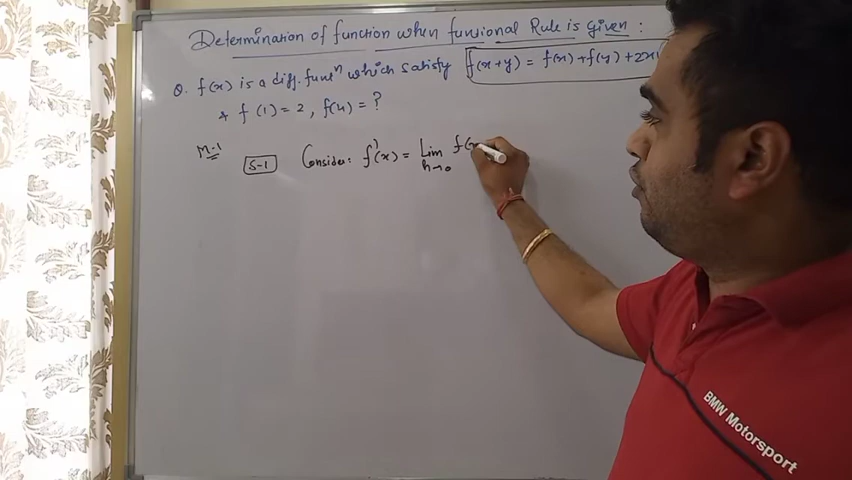 Determination of function when funsional Rule is given :
Q. f(x) is a diff. funcⁿ which satisfy f(x+y) = f(x) + f(y) + 2x
& f(1) = 2, f(4) = ?
M-1
S-1 Consider: f'(x) = Lim f(x
h→0
BMW Motorsport